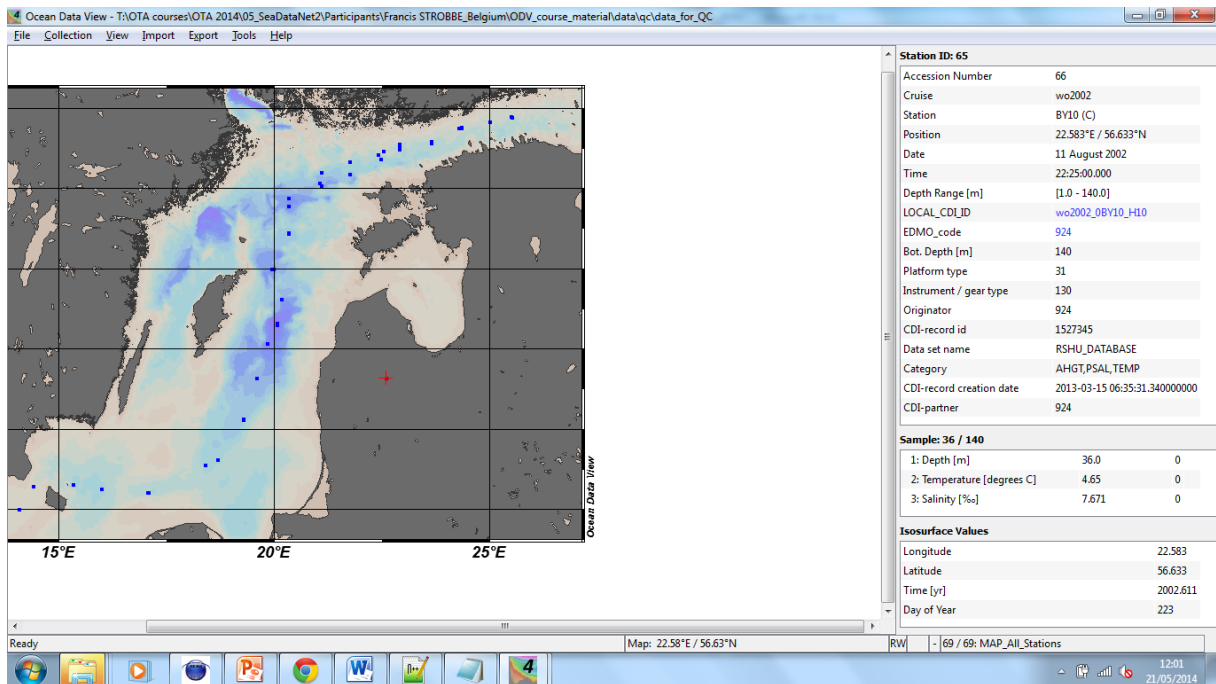 4 Ocean Data View - T:\OTA courses\OTA 2014\05_SeaDataNet2\Participants\Francis STROBBE_Belgium\ODV_course_material\data\qc\data_for_QC
File Collection View Import Export Tools Help
15°E 20°E 25°E
Ocean Data View
Station ID: 65
Accession Number 66
Cruise wo2002
Station BY10 (C)
Position 22.583°E / 56.633°N
Date 11 August 2002
Time 22:25:00.000
Depth Range [m] [1.0 - 140.0]
LOCAL_CDI_ID wo2002_0BY10_H10
EDMO_code 924
Bot. Depth [m] 140
Platform type 31
Instrument / gear type 130
Originator 924
CDI-record id 1527345
Data set name RSHU_DATABASE
Category AHGT,PSAL,TEMP
CDI-record creation date 2013-03-15 06:35:31.340000000
CDI-partner 924
Sample: 36 / 140
1: Depth [m] 36.0 0
2: Temperature [degrees C] 4.65 0
3: Salinity [‰] 7.671 0
Isosurface Values
Longitude 22.583
Latitude 56.633
Time [yr] 2002.611
Day of Year 223
Ready Map: 22.58°E / 56.63°N RW - 69 / 69: MAP_All_Stations
P W n++ 4
12:01
21/05/2014